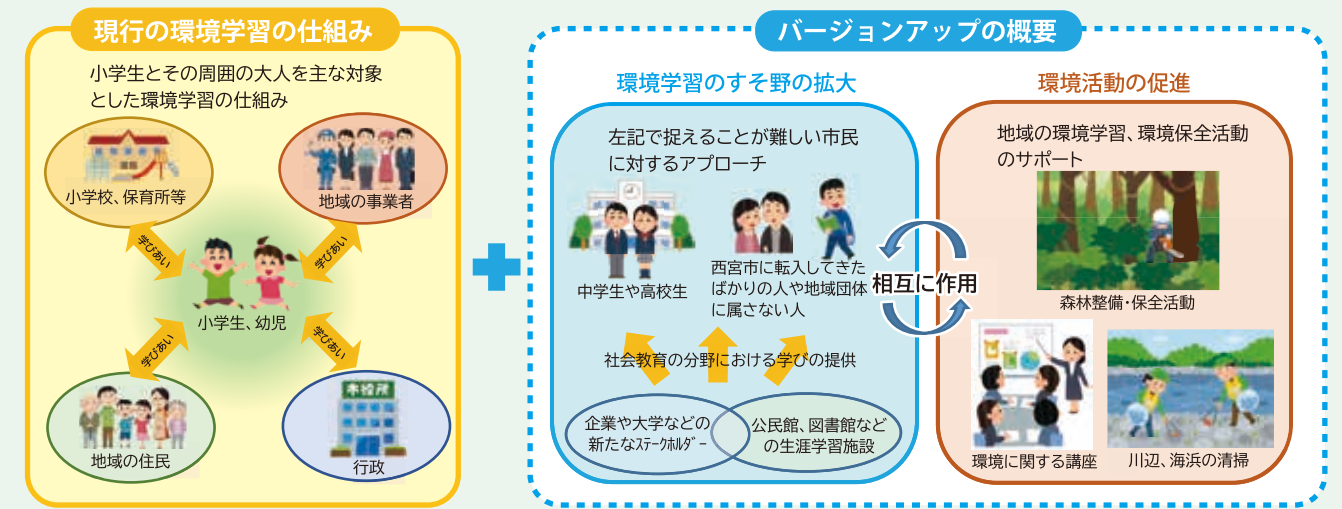 現行の環境学習の仕組み
小学生とその周囲の大人を主な対象
とした環境学習の仕組み
小学校、保育所等
地域の事業者
学びあい
学びあい
小学生、幼児
学びあい
学びあい
地域の住民
市役所
行政
バージョンアップの概要
環境学習のすそ野の拡大
左記で捉えることが難しい市民
に対するアプローチ
中学生や高校生
西宮市に転入してきた
ばかりの人や地域団体
に属さない人
社会教育の分野における学びの提供
企業や大学などの
新たなｽﾃｰｸﾎﾙﾀﾞｰ
公民館、図書館など
の生涯学習施設
相互に作用
環境活動の促進
地域の環境学習、環境保全活動
のサポート
森林整備・保全活動
環境に関する講座
川辺、海浜の清掃